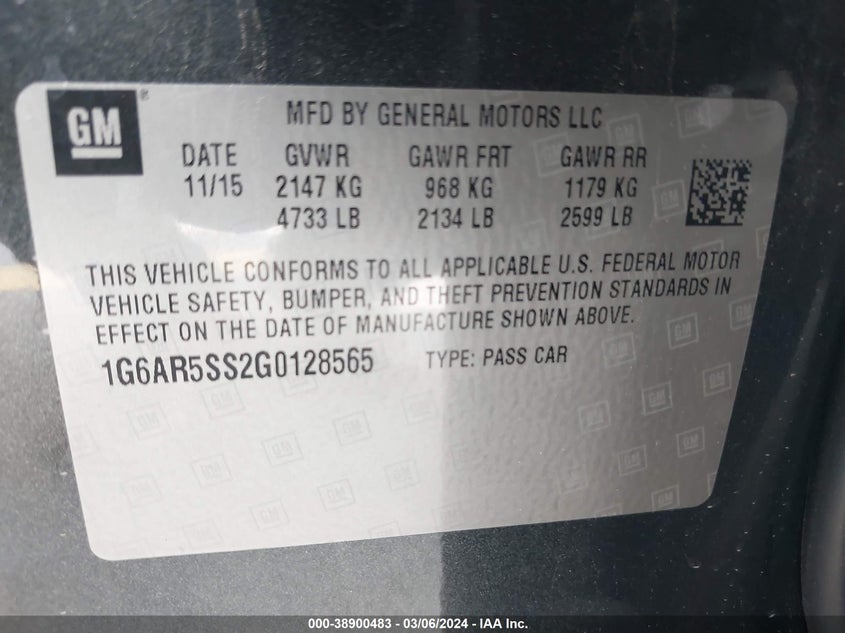 GM
MFD BY GENERAL MOTORS LLC
DATE GVWR GAWR FRT GAWR RR
11/15 2147 KG 968 KG 1179 KG
4733 LB 2134 LB 2599 LB
THIS VEHICLE CONFORMS TO ALL APPLICABLE U.S. FEDERAL MOTOR
VEHICLE SAFETY, BUMPER, AND THEFT PREVENTION STANDARDS IN
EFFECT ON THE DATE OF MANUFACTURE SHOWN ABOVE.
1G6AR5SS2G0128565 TYPE: PASS CAR
000-38900483 / 03/06/2024 — IAA Inc.